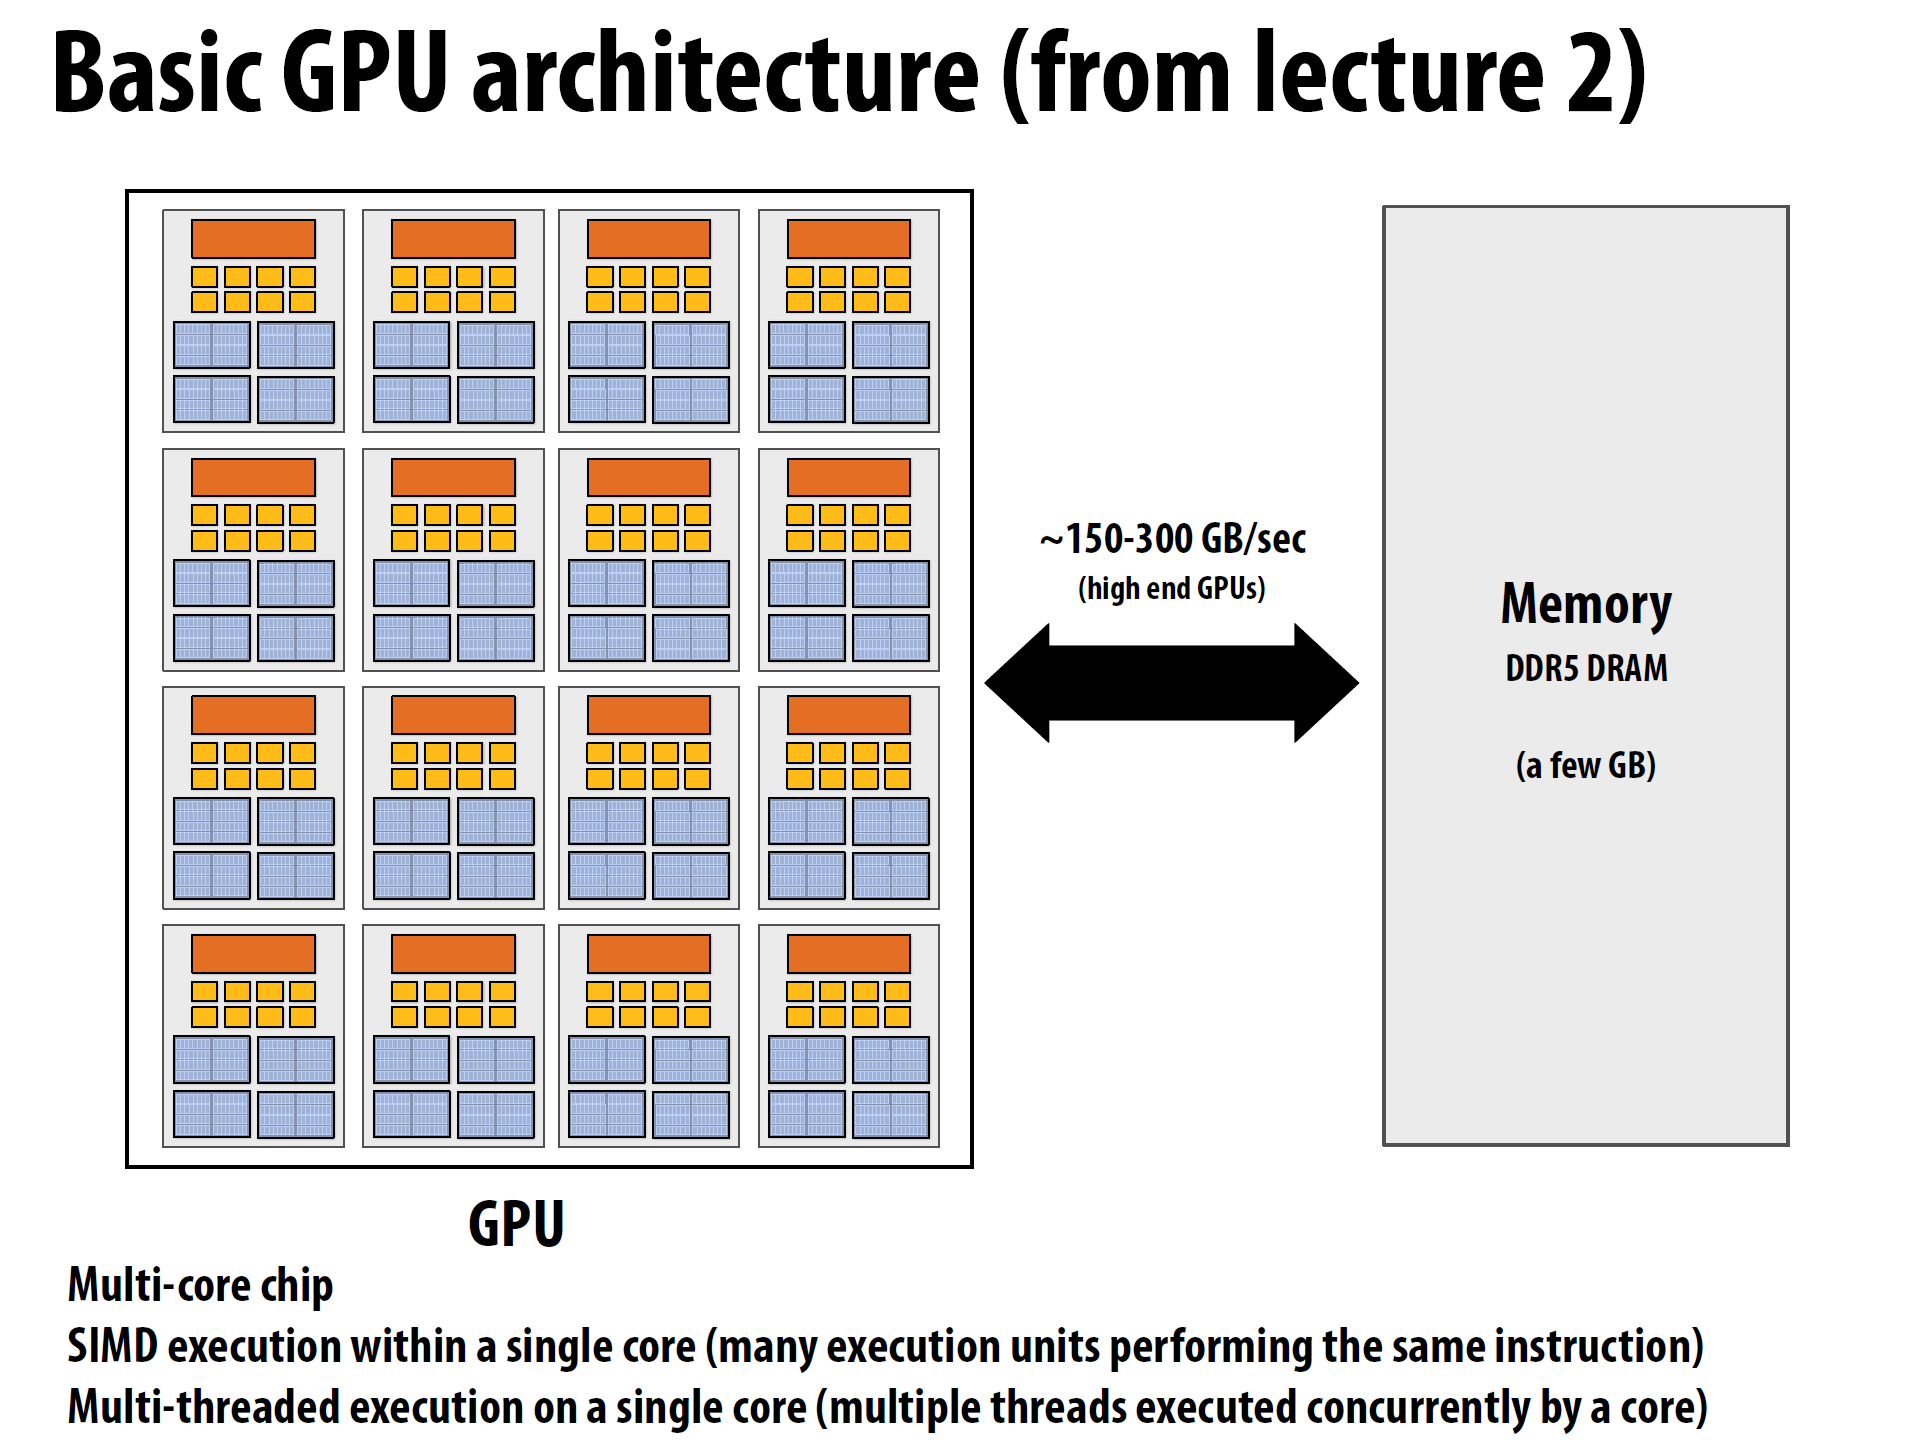 Basic GPU architecture (from lecture 2)
~150-300 GB/sec
(high end GPUs)
Memory
DDR5 DRAM
(a few GB)
GPU
Multi-core chip
SIMD execution within a single core (many execution units performing the same instruction)
Multi-threaded execution on a single core (multiple threads executed concurrently by a core)